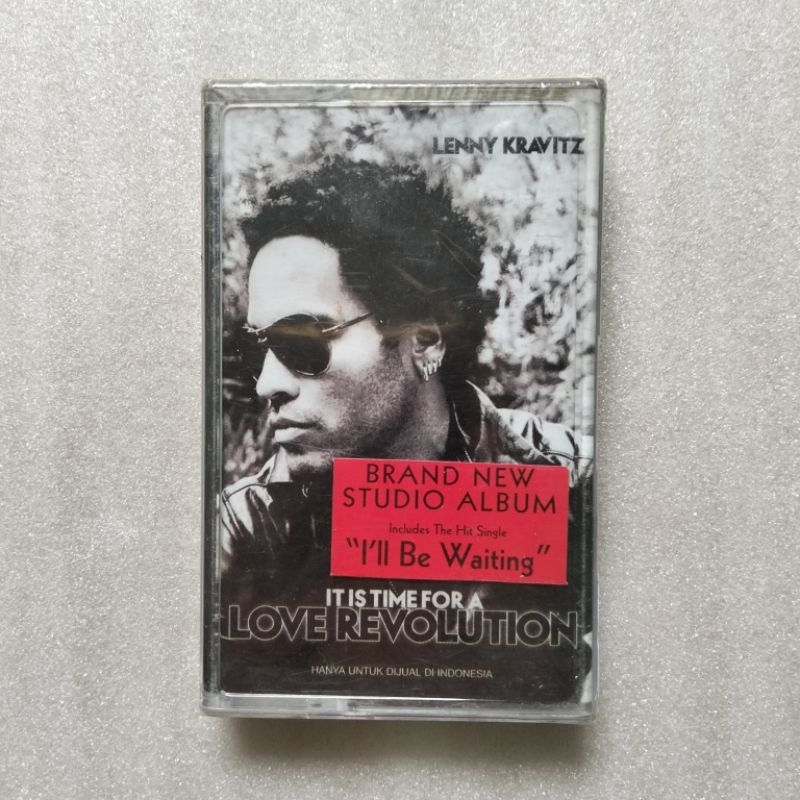 LENNY KRAVITZ
BRAND NEW
STUDIO ALBUM
Includes The Hit Single
"I'll Be Waiting"
IT IS TIME FOR A
LOVE REVOLUTION
HANYA UNTUK DIJUAL DI INDONESIA